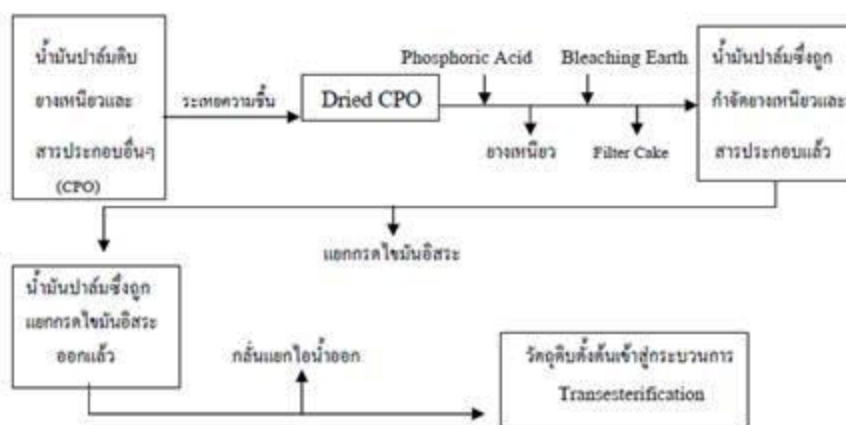 น้ำมันปาล์มดิบ
ยางเหนียวและ
สารประกอบอื่นๆ
(CPO)
ระเหยความชื้น
Dried CPO
Phosphoric Acid
Bleaching Earth
ยางเหนียว
Filter Cake
น้ำมันปาล์มซึ่งถูก
กำจัดยางเหนียวและ
สารประกอบแล้ว
แยกกรดไขมันอิสระ
น้ำมันปาล์มซึ่งถูก
แยกกรดไขมันอิสระ
ออกแล้ว
กลั่นแยกไอน้ำออก
วัตถุดิบตั้งต้นเข้าสู่กระบวนการ
Transesterification